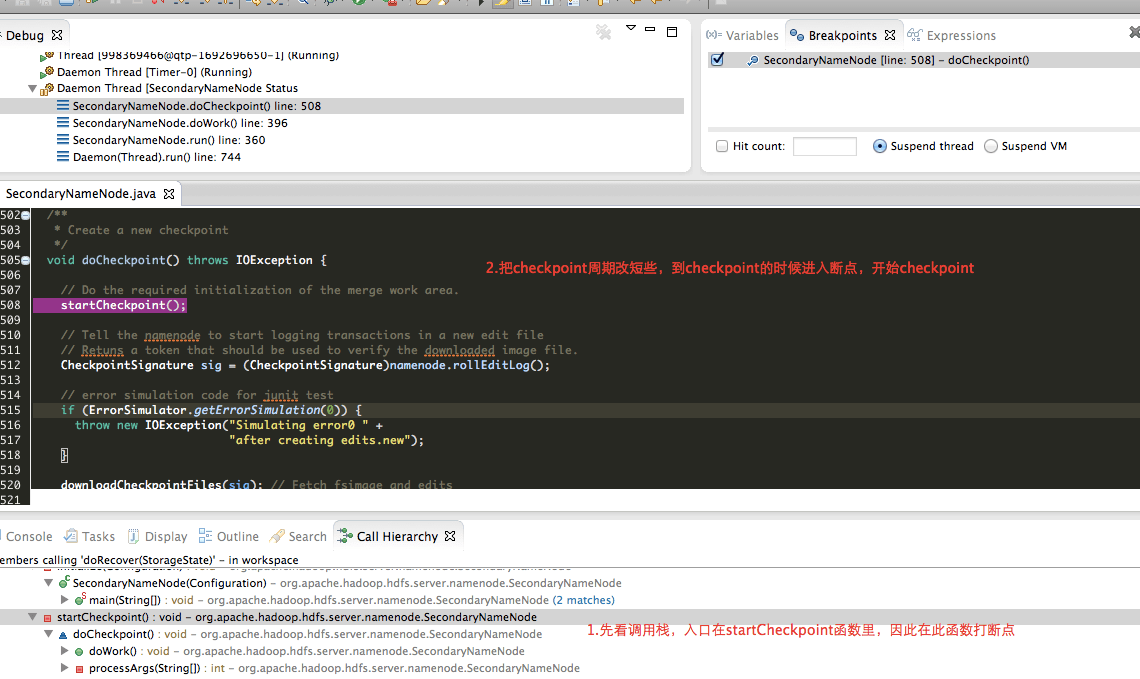 Debug
Thread [998369466@qtp-1692696650-1] (Running)
Daemon Thread [Timer-0] (Running)
Daemon Thread [SecondaryNameNode Status
SecondaryNameNode.doCheckpoint() line: 508
SecondaryNameNode.doWork() line: 396
SecondaryNameNode.run() line: 360
Daemon(Thread).run() line: 744
(x)= Variables
Breakpoints
Expressions
SecondaryNameNode [line: 508] - doCheckpoint()
Hit count:
Suspend thread
Suspend VM
SecondaryNameNode.java
502 /**
503 * Create a new checkpoint
504 */
505 void doCheckpoint() throws IOException {
2.把checkpoint周期改短些，到checkpoint的时候进入断点，开始checkpoint
506
507 // Do the required initialization of the merge work area.
508 startCheckpoint();
509
510 // Tell the namenode to start logging transactions in a new edit file
511 // Retuns a token that should be used to verify the downloaded image file.
512 CheckpointSignature sig = (CheckpointSignature)namenode.rollEditLog();
513
514 // error simulation code for junit test
515 if (ErrorSimulator.getErrorSimulation(0)) {
516 throw new IOException("Simulating error0 " +
517 "after creating edits.new");
518 }
519
520 downloadCheckpointFiles(sig); // Fetch fsimage and edits
521
Console
Tasks
Display
Outline
Search
Call Hierarchy
embers calling 'doRecover(StorageState)' - in workspace
initialize(Configuration) : void - org.apache.hadoop.hdfs.server.namenode.SecondaryNameNode
SecondaryNameNode(Configuration) - org.apache.hadoop.hdfs.server.namenode.SecondaryNameNode
main(String[]) : void - org.apache.hadoop.hdfs.server.namenode.SecondaryNameNode (2 matches)
startCheckpoint() : void - org.apache.hadoop.hdfs.server.namenode.SecondaryNameNode
doCheckpoint() : void - org.apache.hadoop.hdfs.server.namenode.SecondaryNameNode
1.先看调用栈，入口在startCheckpoint函数里，因此在此函数打断点
doWork() : void - org.apache.hadoop.hdfs.server.namenode.SecondaryNameNode
processArgs(String[]) : int - org.apache.hadoop.hdfs.server.namenode.SecondaryNameNode